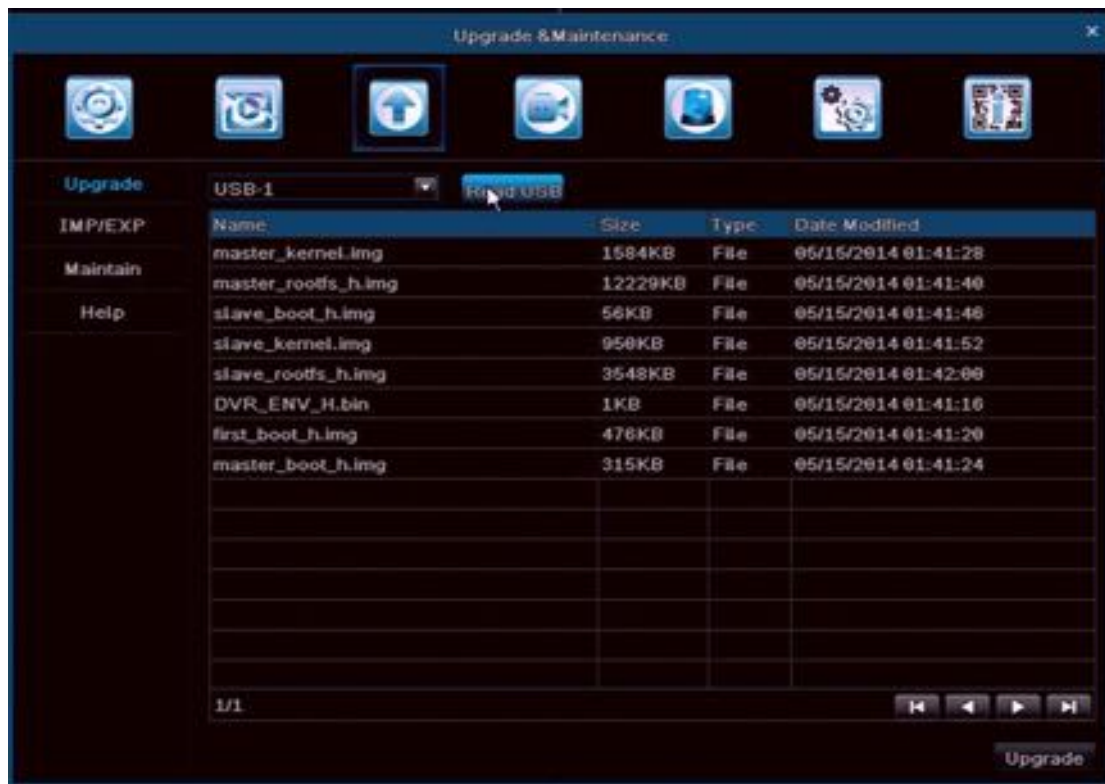 Upgrade &Maintenance
Upgrade
IMP/EXP
Maintain
Help
USB-1 Read USB
Name Size Type Date Modified
master_kernel.img 1584KB File 05/15/2014 01:41:28
master_rootfs_h.img 12229KB File 05/15/2014 01:41:40
slave_boot_h.img 56KB File 05/15/2014 01:41:46
slave_kernel.img 950KB File 05/15/2014 01:41:52
slave_rootfs_h.img 3548KB File 05/15/2014 01:42:00
DVR_ENV_H.bin 1KB File 05/15/2014 01:41:16
first_boot_h.img 476KB File 05/15/2014 01:41:20
master_boot_h.img 315KB File 05/15/2014 01:41:24
1/1
Upgrade